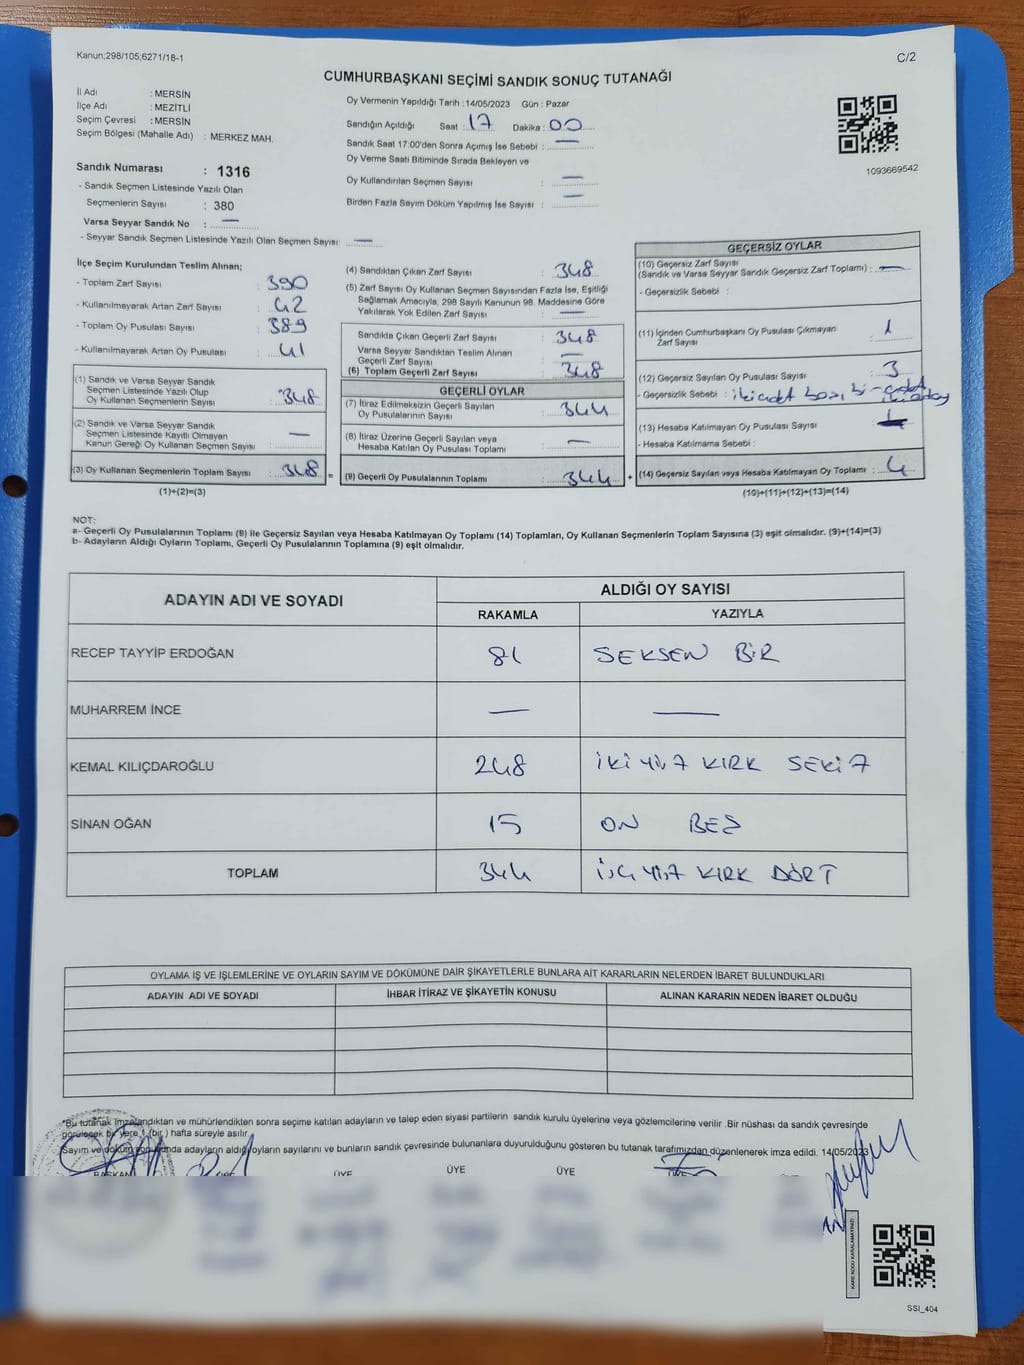 Kanun;298/105;6271/18-1
C/2
CUMHURBAŞKANI SEÇİMİ SANDIK SONUÇ TUTANAĞI
İl Adı : MERSİN
İlçe Adı : MEZİTLİ
Seçim Çevresi : MERSİN
Seçim Bölgesi (Mahalle Adı) : MERKEZ MAH.
Sandık Numarası : 1316
- Sandık Seçmen Listesinde Yazılı Olan
Seçmenlerin Sayısı : 380
Varsa Seyyar Sandık No : —
- Seyyar Sandık Seçmen Listesinde Yazılı Olan Seçmen Sayısı: —
Oy Vermenin Yapıldığı Tarih : 14/05/2023 Gün : Pazar
Sandığın Açıldığı Saat : 17 Dakika : 00
Sandık Saat 17:00'den Sonra Açımış İse Sebebi : —
Oy Verme Saati Bitiminde Sırada Bekleyen ve
Oy Kullandırılan Seçmen Sayısı : —
Birden Fazla Sayım Döküm Yapılmış İse Sayısı : —
1093669542
İlçe Seçim Kurulundan Teslim Alınan;
- Toplam Zarf Sayısı : 390
- Kullanılmayarak Artan Zarf Sayısı : 42
- Toplam Oy Pusulası Sayısı : 389
- Kullanılmayarak Artan Oy Pusulası : 41
(1) Sandık ve Varsa Seyyar Sandık
Seçmen Listesinde Yazılı Olup
Oy Kullanan Seçmenlerin Sayısı : 348
(2) Sandık ve Varsa Seyyar Sandık
Seçmen Listesinde Kayıtlı Olmayan
Kanun Gereği Oy Kullanan Seçmen Sayısı : —
(3) Oy Kullanan Seçmenlerin Toplam Sayısı : 348
(1)+(2)=(3)
(4) Sandıktan Çıkan Zarf Sayısı : 348
(5) Zarf Sayısı Oy Kullanan Seçmen Sayısından Fazla İse, Eşitliği
Sağlamak Amacıyla, 298 Sayılı Kanunun 98. Maddesine Göre
Yakılarak Yok Edilen Zarf Sayısı : —
Sandıkta Çıkan Geçerli Zarf Sayısı : 348
Varsa Seyyar Sandıktan Teslim Alınan
Geçerli Zarf Sayısı : —
(6) Toplam Geçerli Zarf Sayısı : 348
GEÇERLİ OYLAR
(7) İtiraz Edilmeksizin Geçerli Sayılan
Oy Pusulalarının Sayısı : 344
(8) İtiraz Üzerine Geçerli Sayılan veya
Hesaba Katılan Oy Pusulası Toplamı : —
(9) Geçerli Oy Pusulalarının Toplamı : 344
GEÇERSİZ OYLAR
(10) Geçersiz Zarf Sayısı
(Sandık ve Varsa Seyyar Sandık Geçersiz Zarf Toplamı) : —
- Geçersizlik Sebebi :
(11) İçinden Cumhurbaşkanı Oy Pusulası Çıkmayan
Zarf Sayısı : 1
(12) Geçersiz Sayılan Oy Pusulası Sayısı : 3
- Geçersizlik Sebebi : iki adet
(13) Hesaba Katılmayan Oy Pusulası Sayısı :
- Hesaba Katılmama Sebebi :
(14) Geçersiz Sayılan veya Hesaba Katılmayan Oy Toplamı : 4
(10)+(11)+(12)+(13)=(14)
NOT:
a- Geçerli Oy Pusulalarının Toplamı (9) ile Geçersiz Sayılan veya Hesaba Katılmayan Oy Toplamı (14) Toplamları, Oy Kullanan Seçmenlerin Toplam Sayısına (3) eşit olmalıdır. (9)+(14)=(3)
b- Adayların Aldığı Oyların Toplamı, Geçerli Oy Pusulalarının Toplamına (9) eşit olmalıdır.
ADAYIN ADI VE SOYADI
ALDIĞI OY SAYISI
RAKAMLA YAZIYLA
RECEP TAYYİP ERDOĞAN 81 SEKSEN BİR
MUHARREM İNCE — —
KEMAL KILIÇDAROĞLU 248 İKİ YÜZ KIRK SEKİZ
SİNAN OĞAN 15 ON BEŞ
TOPLAM 344 ÜÇ YÜZ KIRK DÖRT
OYLAMA İŞ VE İŞLEMLERİNE VE OYLARIN SAYIM VE DÖKÜMÜNE DAİR ŞİKAYETLERLE BUNLARA AİT KARARLARIN NELERDEN İBARET BULUNDUKLARI
ADAYIN ADI VE SOYADI İHBAR İTİRAZ VE ŞİKAYETİN KONUSU ALINAN KARARIN NEDEN İBARET OLDUĞU
"Bu tutanak imzalandıktan ve mühürlendikten sonra seçime katılan adayların ve talep eden siyasi partilerin sandık kurulu üyelerine veya gözlemcilerine verilir .Bir nüshası da sandık çevresinde
görülecek bir yere 1 (bir ) hafta süreyle asılır.
Sayım ve döküm sonunda adayların aldığı oyların sayılarını ve bunların sandık çevresinde bulunanlara duyurulduğunu gösteren bu tutanak tarafımızdan düzenlenerek imza edildi. 14/05/2023
BAŞKAN ÜYE ÜYE ÜYE ÜYE
KARE KODU KARALAMAYINIZ!
SSI_404